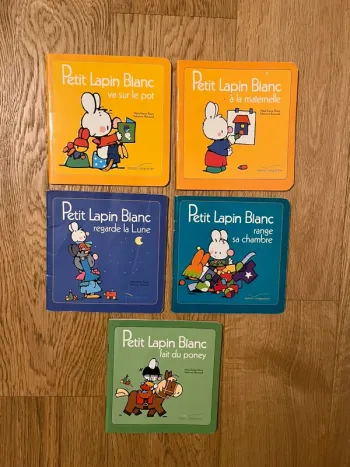 Petit Lapin Blanc
va sur le pot
Petit Lapin Blanc
à la maternelle
Petit Lapin Blanc
regarde la Lune
Petit Lapin Blanc
range
sa chambre
Petit Lapin Blanc
fait du poney